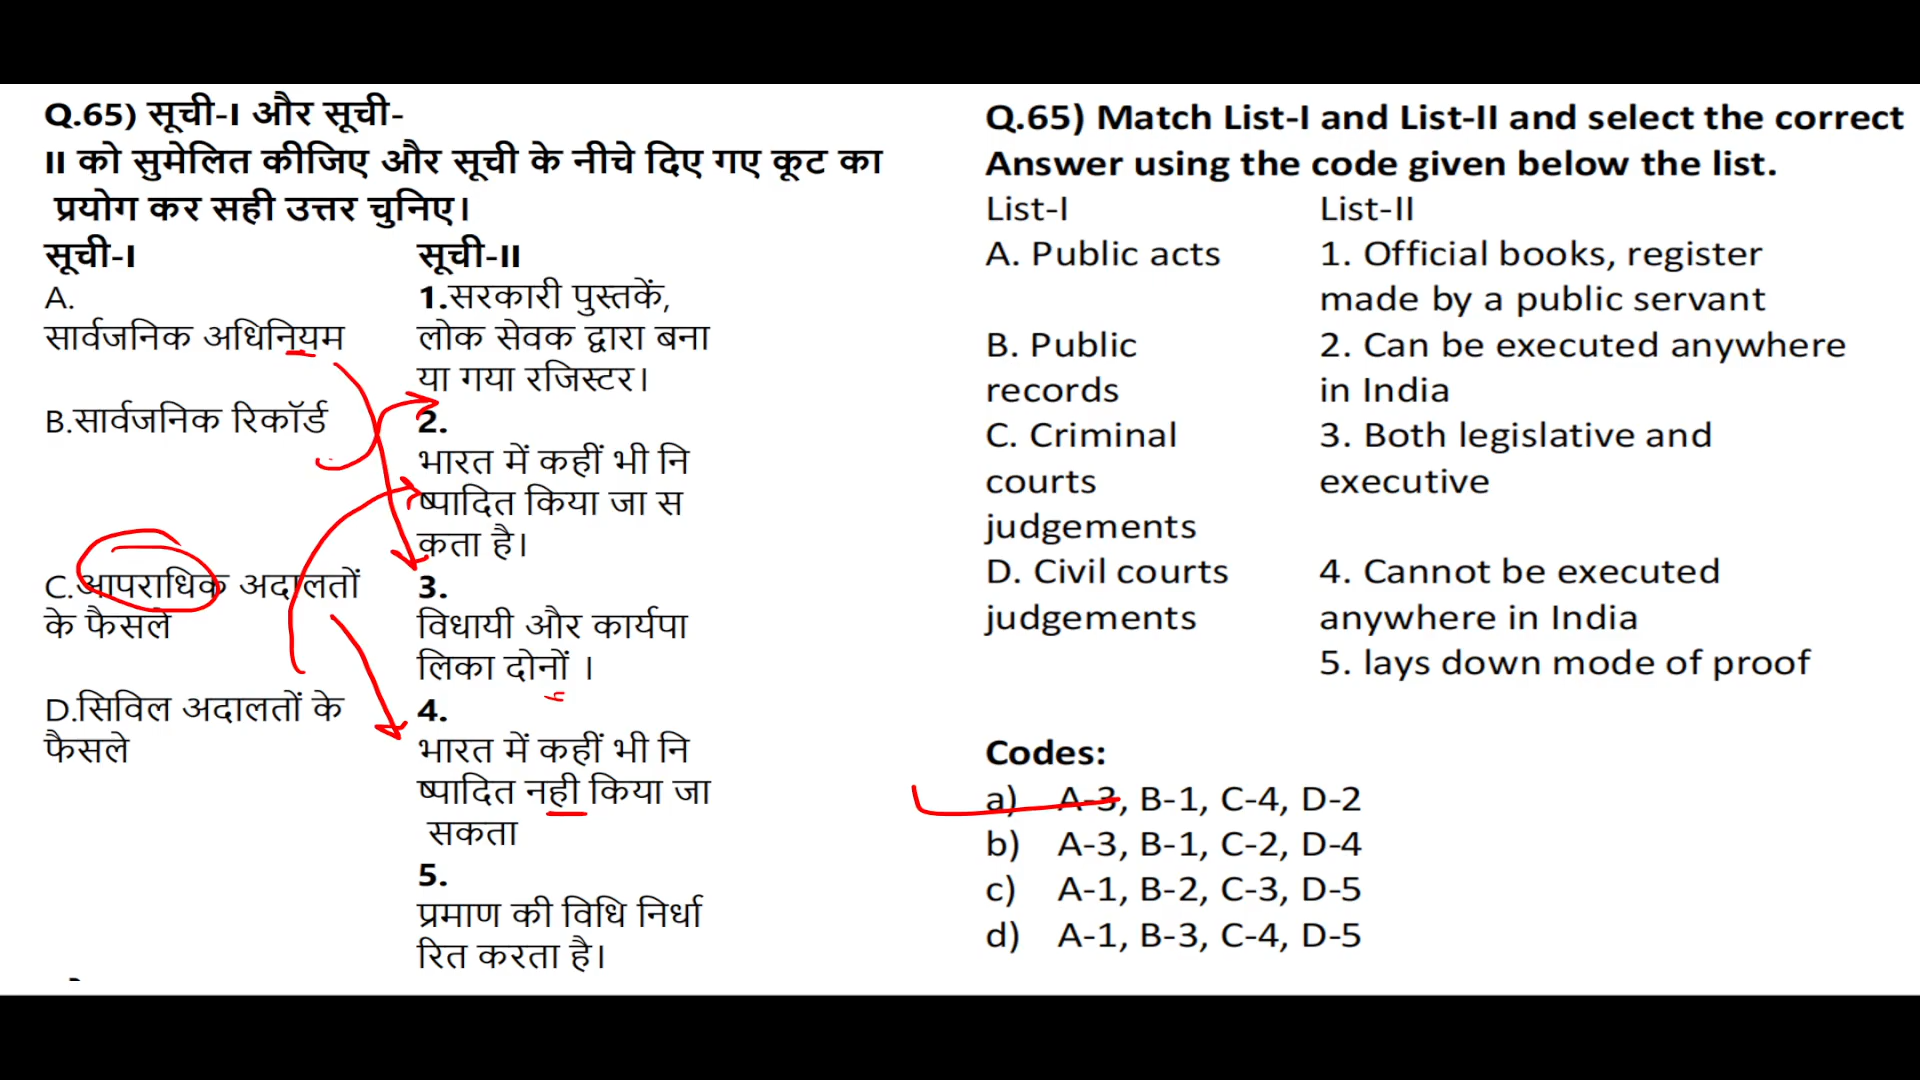 Q.65) सूची-I और सूची-
II को सुमेलित कीजिए और सूची के नीचे दिए गए कूट का
प्रयोग कर सही उत्तर चुनिए।
सूची-I सूची-II
A. 1.सरकारी पुस्तकें,
सार्वजनिक अधिनियम लोक सेवक द्वारा बना
या गया रजिस्टर।
B.सार्वजनिक रिकॉर्ड 2.
भारत में कहीं भी नि
ष्पादित किया जा स
कता है।
C.आपराधिक अदालतों 3.
के फैसले विधायी और कार्यपा
लिका दोनों ।
D.सिविल अदालतों के 4.
फैसले भारत में कहीं भी नि
ष्पादित नही किया जा
सकता
5.
प्रमाण की विधि निर्धा
रित करता है।
Q.65) Match List-I and List-II and select the correct
Answer using the code given below the list.
List-I List-II
A. Public acts 1. Official books, register
made by a public servant
B. Public 2. Can be executed anywhere
records in India
C. Criminal 3. Both legislative and
courts executive
judgements
D. Civil courts 4. Cannot be executed
judgements anywhere in India
5. lays down mode of proof
Codes:
a) A-3, B-1, C-4, D-2
b) A-3, B-1, C-2, D-4
c) A-1, B-2, C-3, D-5
d) A-1, B-3, C-4, D-5